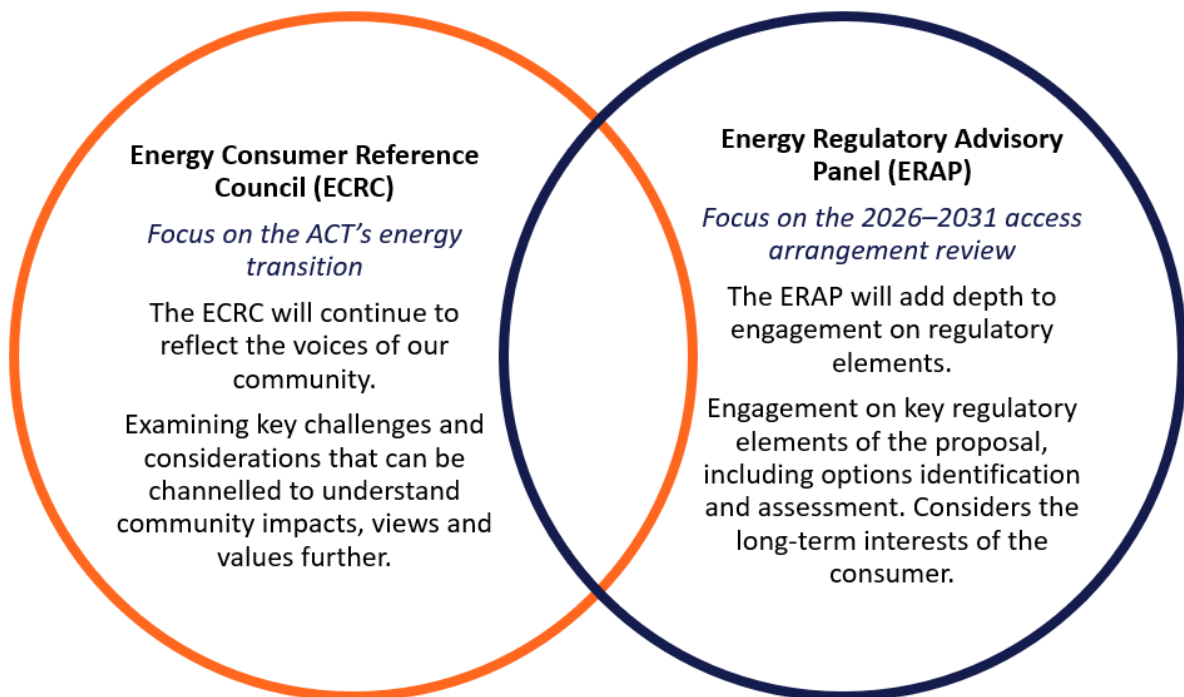 Energy Consumer Reference
Council (ECRC)
Focus on the ACT’s energy
transition
The ECRC will continue to
reflect the voices of our
community.
Examining key challenges and
considerations that can be
channelled to understand
community impacts, views and
values further.
Energy Regulatory Advisory
Panel (ERAP)
Focus on the 2026–2031 access
arrangement review
The ERAP will add depth to
engagement on regulatory
elements.
Engagement on key regulatory
elements of the proposal,
including options identification
and assessment. Considers the
long-term interests of the
consumer.